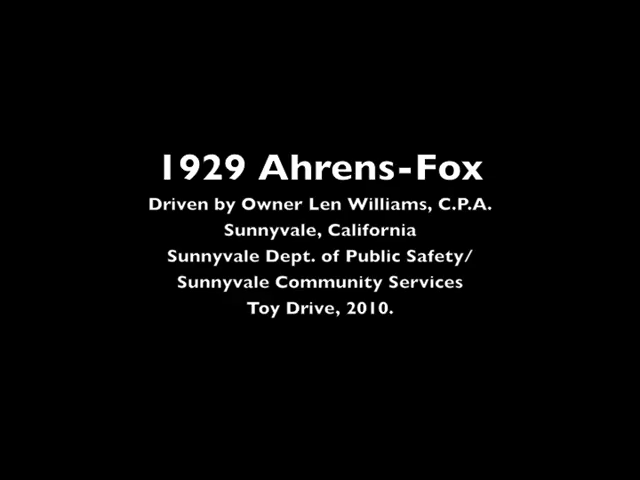 1929 Ahrens-Fox
Driven by Owner Len Williams, C.P.A.
Sunnyvale, California
Sunnyvale Dept. of Public Safety/
Sunnyvale Community Services
Toy Drive, 2010.